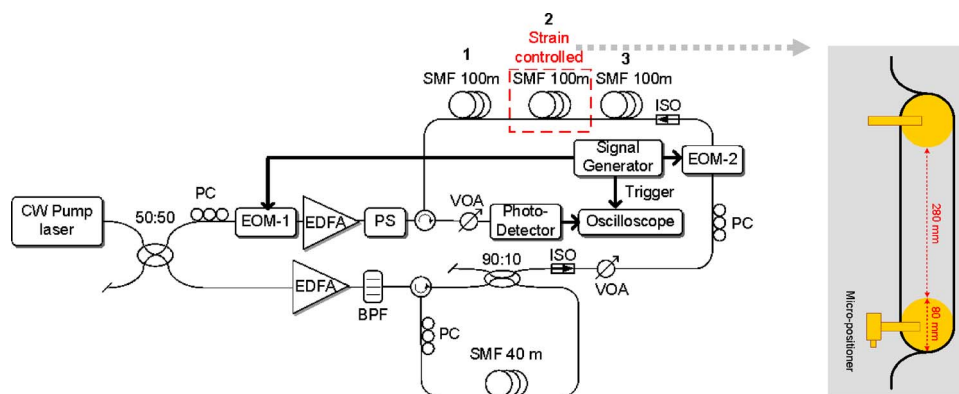 2
Strain
controlled
1
3
SMF 100m
SMF 100m
SMF 100m
ISO
Signal
Generator
EOM-2
Trigger
PC
CW Pump
laser
50:50
PC
EOM-1
EDFA
PS
VOA
Photo-
Detector
Oscilloscope
EDFA
BPF
90:10
ISO
VOA
PC
SMF 40 m
280 mm
80 mm
Micro-positioner